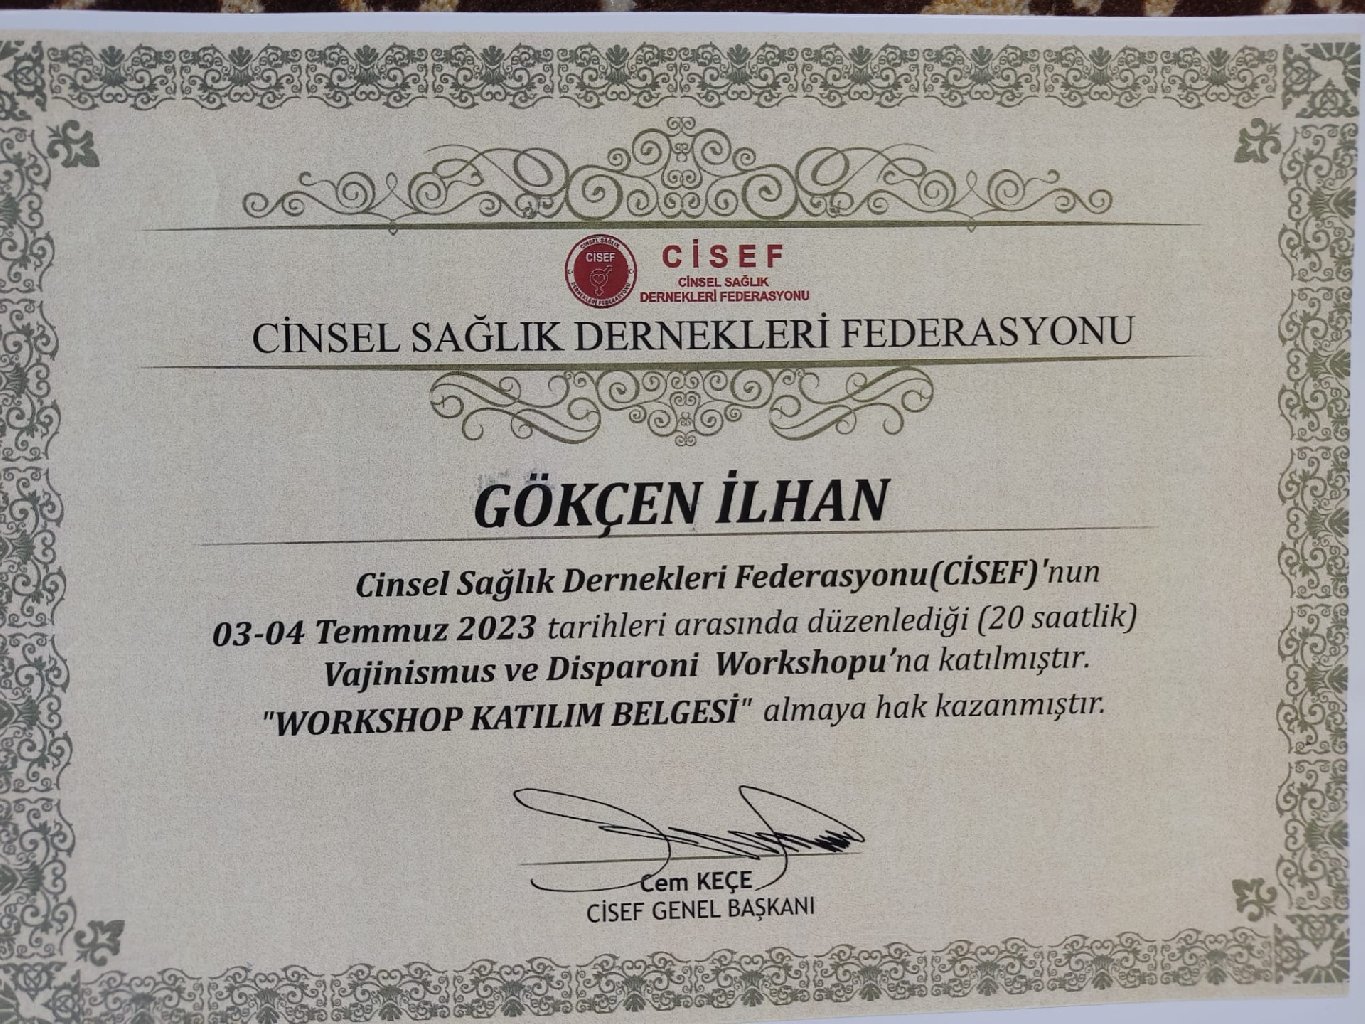 CİSEF
CİSEF
CİNSEL SAĞLIK
DERNEKLERİ FEDERASYONU
CİNSEL SAĞLIK DERNEKLERİ FEDERASYONU
GÖKÇEN İLHAN
Cinsel Sağlık Dernekleri Federasyonu(CİSEF)'nun
03-04 Temmuz 2023 tarihleri arasında düzenlediği (20 saatlik)
Vajinismus ve Disparoni Workshopu’na katılmıştır.
"WORKSHOP KATILIM BELGESİ" almaya hak kazanmıştır.
Cem KEÇE
CİSEF GENEL BAŞKANI